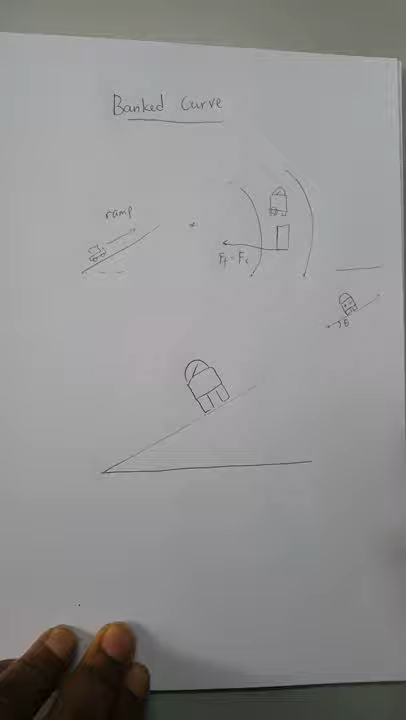 Banked Curve
ramp
Ff = Fc
θ